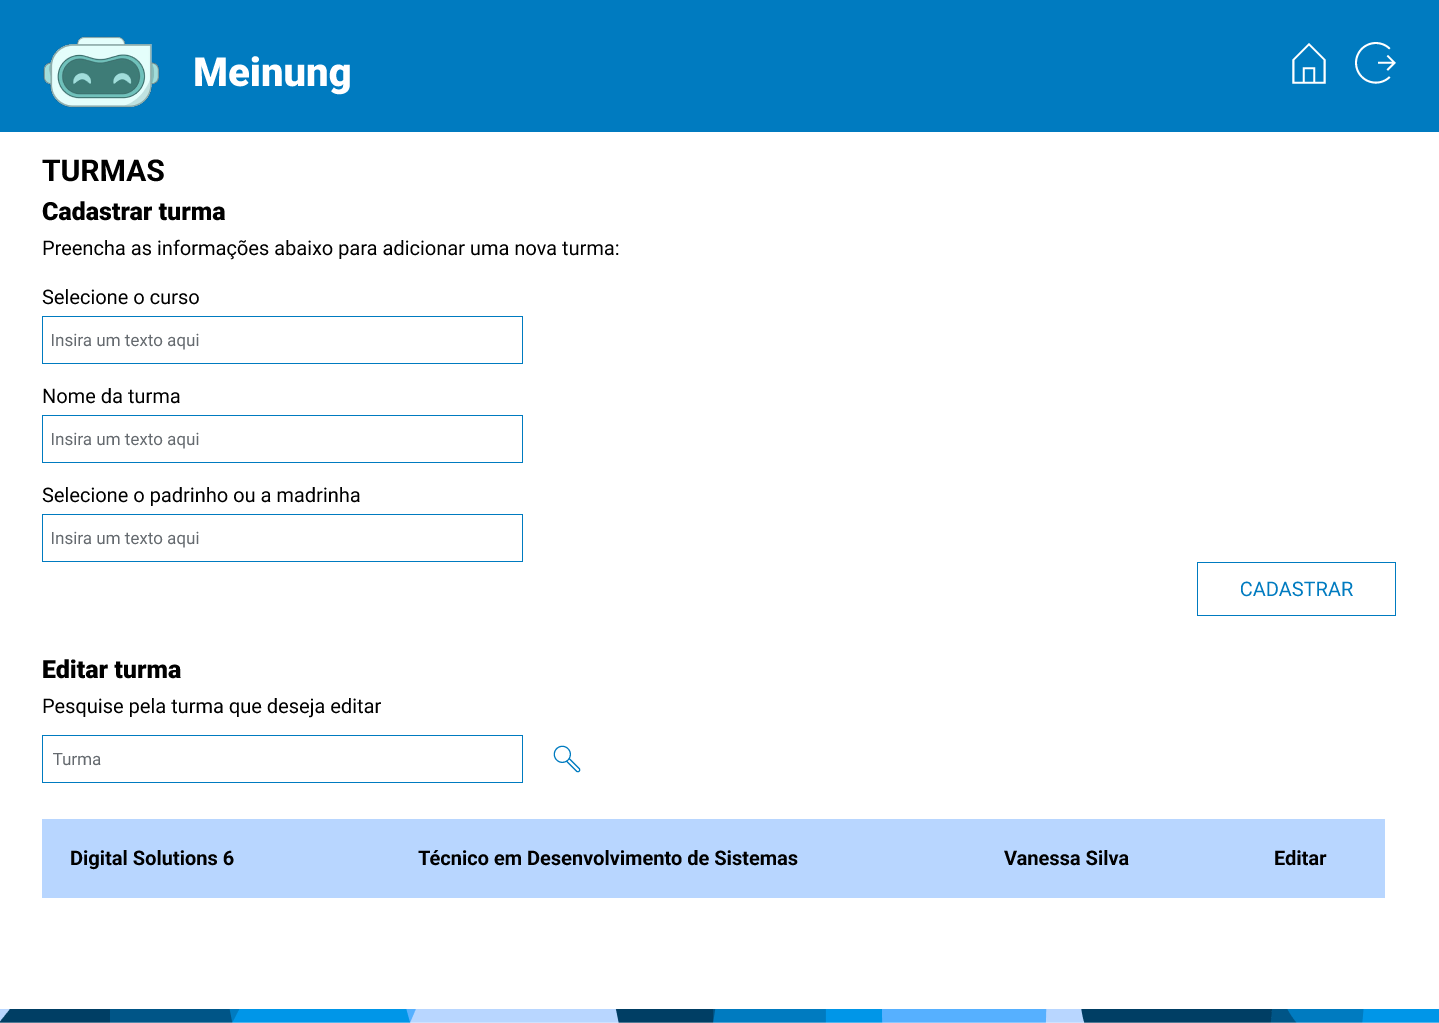 Meinung
TURMAS
Cadastrar turma
Preencha as informações abaixo para adicionar uma nova turma:
Selecione o curso
Insira um texto aqui
Nome da turma
Insira um texto aqui
Selecione o padrinho ou a madrinha
Insira um texto aqui
CADASTRAR
Editar turma
Pesquise pela turma que deseja editar
Turma
Digital Solutions 6 Técnico em Desenvolvimento de Sistemas Vanessa Silva Editar